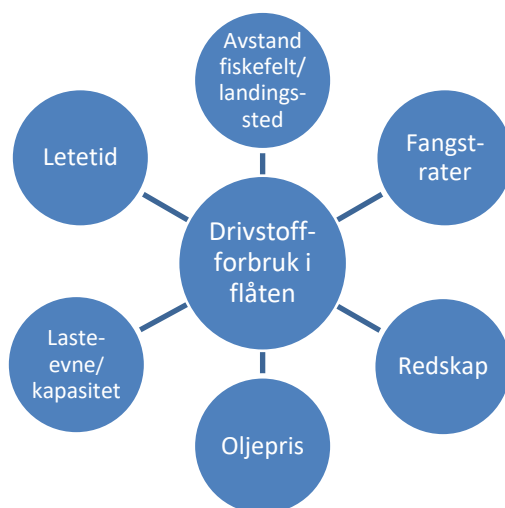 Avstand
fiskefelt/
landings-
sted
Fangst-
rater
Redskap
Oljepris
Laste-
evne/
kapasitet
Letetid
Drivstoff-
forbruk i
flåten